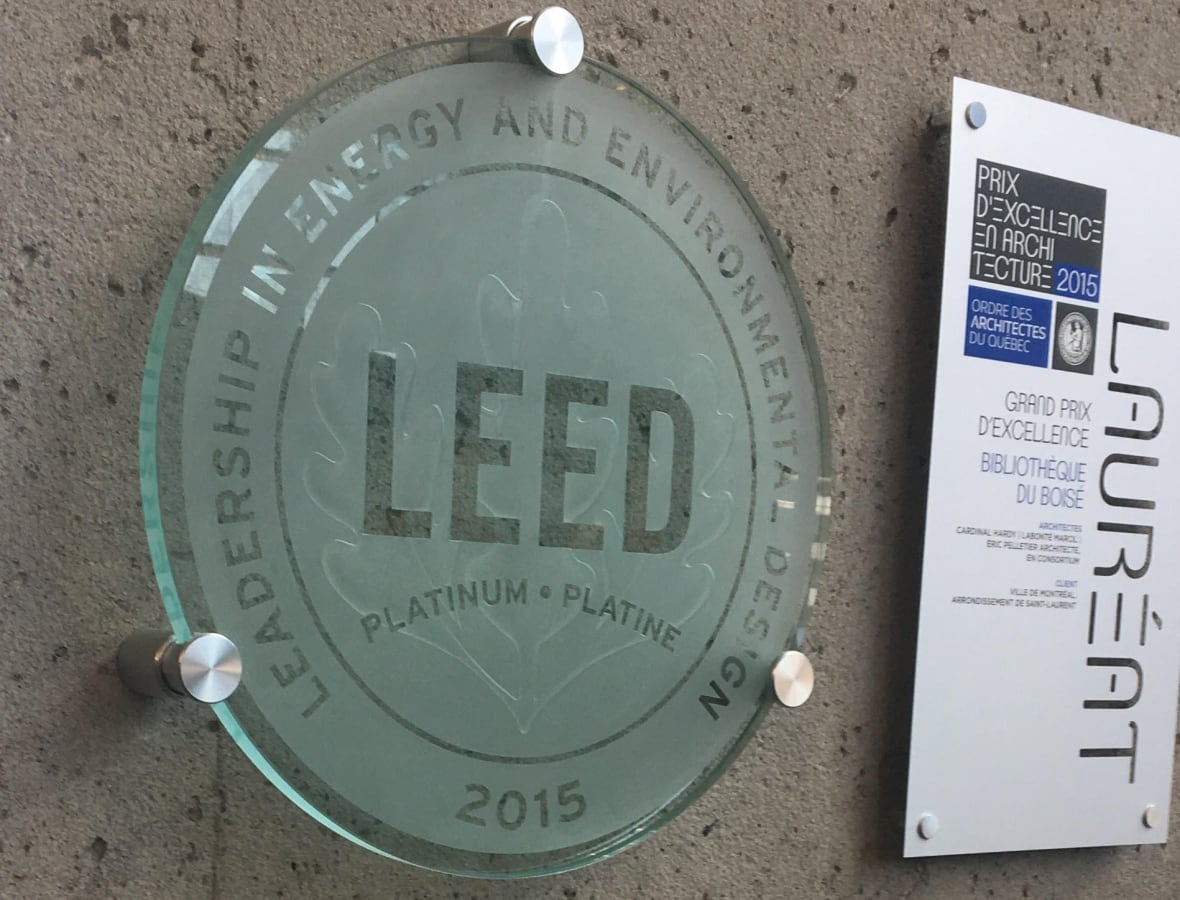 LEADERSHIP IN ENERGY AND ENVIRONMENTAL DESIGN
LEED
PLATINUM • PLATINE
2015
PRIX
D'EXCELLENCE
EN ARCHI
TECTURE 2015
ORDRE DES
ARCHITECTES
DU QUÉBEC
GRAND PRIX
D'EXCELLENCE
BIBLIOTHÈQUE
DU BOISÉ
ARCHITECTES
CARDINAL HARDY | LABONTÉ MARCIL |
ÉRIC PELLETIER ARCHITECTE,
EN CONSORTIUM
CLIENT
VILLE DE MONTRÉAL,
ARRONDISSEMENT DE SAINT-LAURENT
LAURÉAT